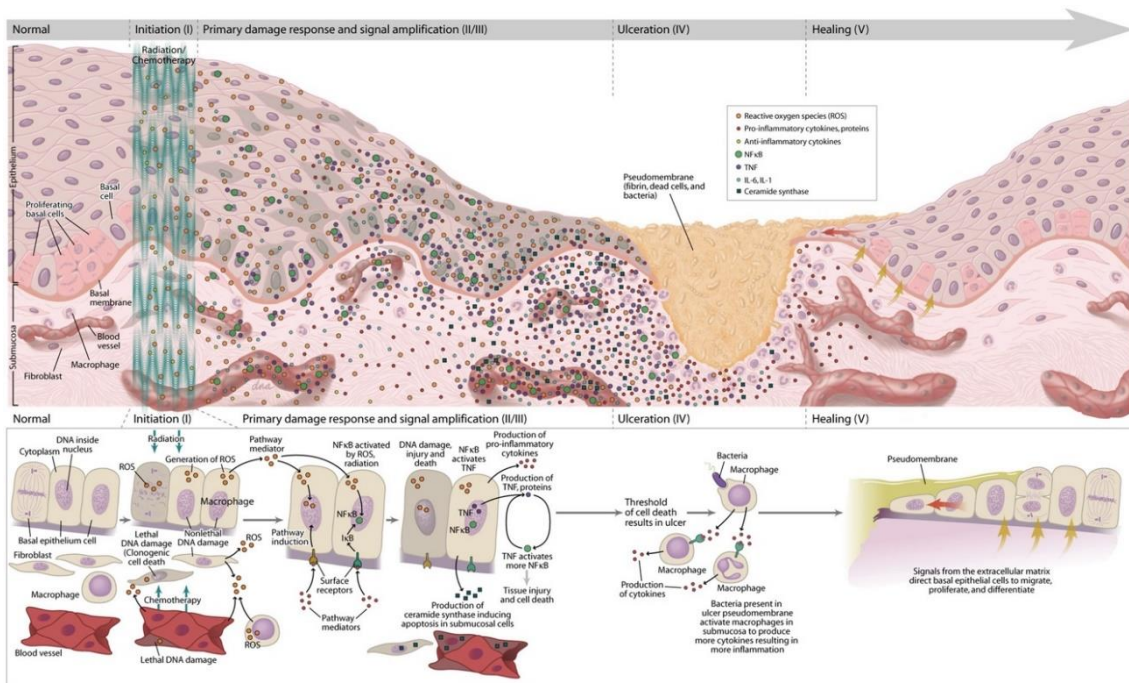 Normal
Initiation (I)
Primary damage response and signal amplification (II/III)
Ulceration (IV)
Healing (V)
Radiation/
Chemotherapy
Epithelium
Submucosa
Basal
cell
Proliferating
basal cells
Basal
membrane
Blood
vessel
Macrophage
Fibroblast
dna
Pseudomembrane
(fibrin, dead cells, and
bacteria)
Reactive oxygen species (ROS)
Pro-inflammatory cytokines, proteins
Anti-inflammatory cytokines
NFκB
TNF
IL-6, IL-1
Ceramide synthase
Normal
Initiation (I)
Primary damage response and signal amplification (II/III)
Ulceration (IV)
Healing (V)
Cytoplasm
DNA inside
nucleus
Basal epithelium cell
Fibroblast
Macrophage
Blood vessel
Radiation
ROS
Generation of ROS
Macrophage
Lethal
DNA damage
(Clonogenic
cell death
Nonlethal
DNA damage
ROS
Chemotherapy
ROS
Lethal DNA damage
Pathway
mediator
NFκB activated
by ROS,
radiation
NFκB
IκB
Pathway
induction
Surface
receptors
Pathway
mediators
DNA damage,
injury and
death
NFκB
activates
TNF
TNF
NFκB
Production of
pro-inflammatory
cytokines
Production of
TNF, proteins
TNF activates
more NFκB
Tissue injury
and cell death
Production of
ceramide synthase inducing
apoptosis in submucosal cells
Threshold
of cell death
results in ulcer
Bacteria
Macrophage
Macrophage
Macrophage
Production of
cytokines
Bacteria present in
ulcer pseudomembrane
activate macrophages in
submucosa to produce
more cytokines resulting in
more inflammation
Pseudomembrane
Signals from the extracellular matrix
direct basal epithelial cells to migrate,
proliferate, and differentiate